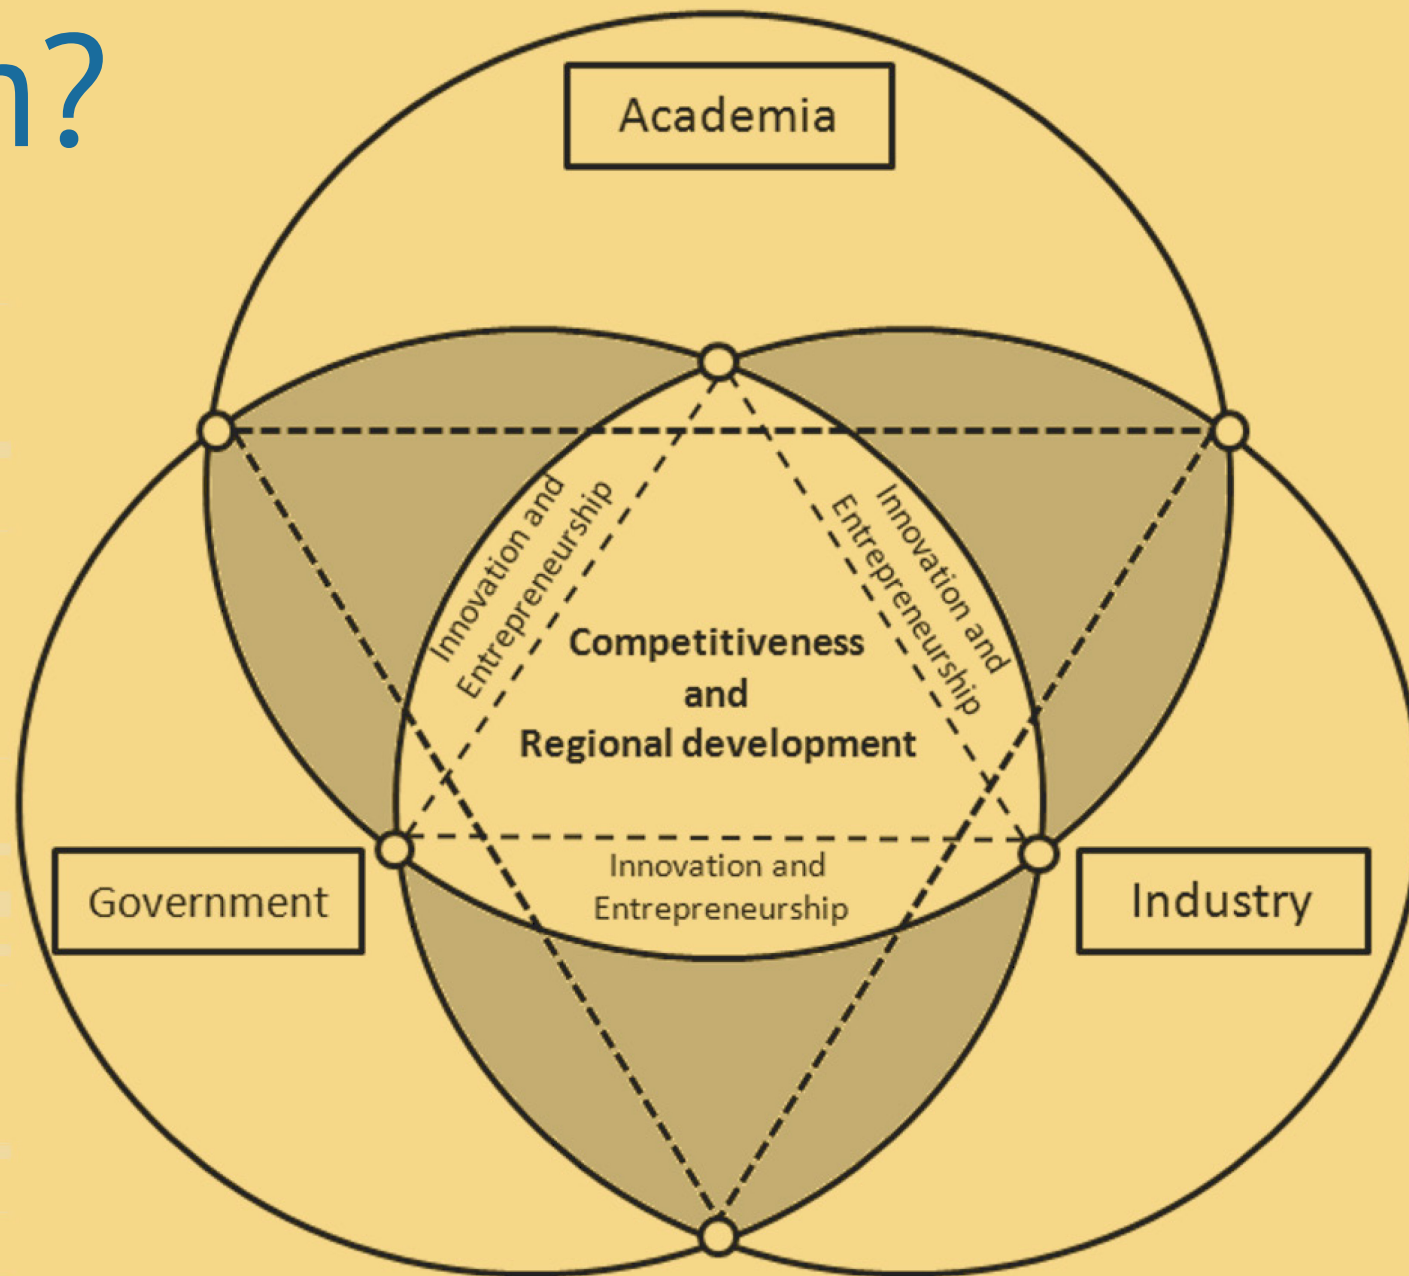 n?
Academia
Innovation and
Entrepreneurship
Innovation and
Entrepreneurship
Competitiveness
and
Regional development
Innovation and
Entrepreneurship
Government
Industry